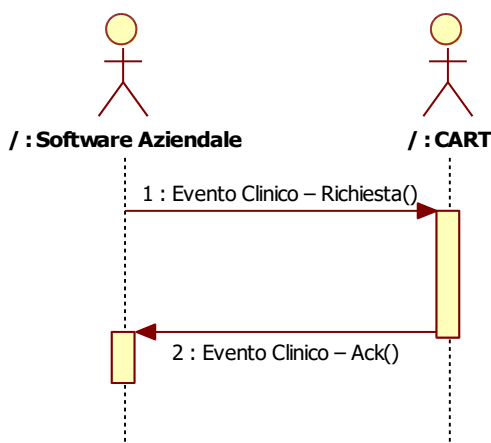 / : Software Aziendale
/ : CART
1 : Evento Clinico – Richiesta()
2 : Evento Clinico – Ack()